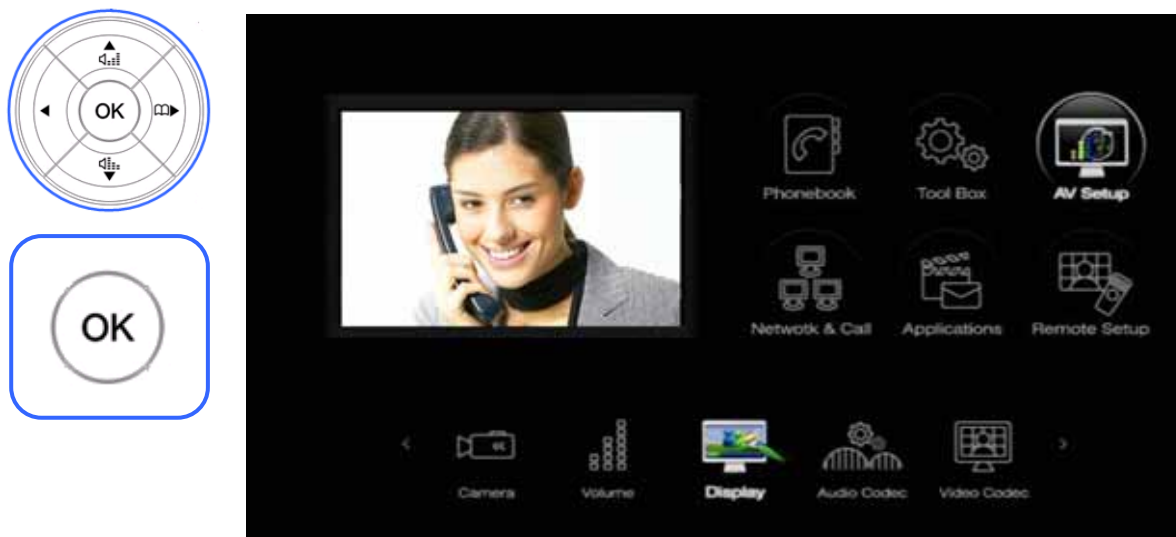 OK
OK
Phonebook
Tool Box
AV Setup
Netwotk & Call
Applications
Remote Setup
Camera
Volume
Display
Audio Codec
Video Codec